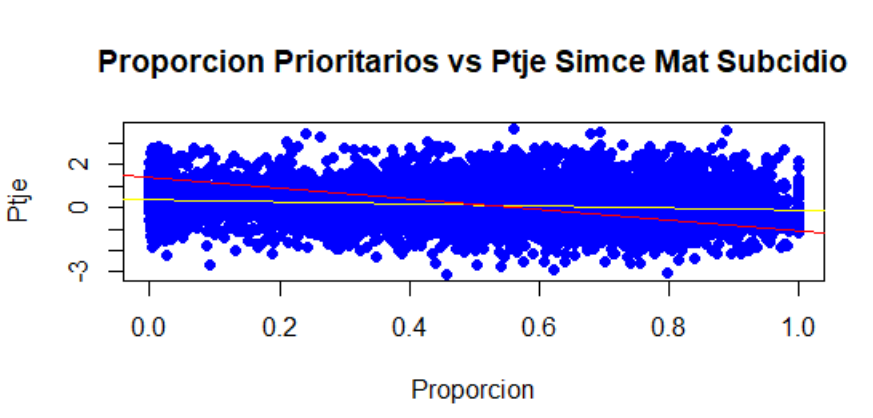 Proporcion Prioritarios vs Ptje Simce Mat Subcidio
Ptje
2
0
-3
0.0 0.2 0.4 0.6 0.8 1.0
Proporcion